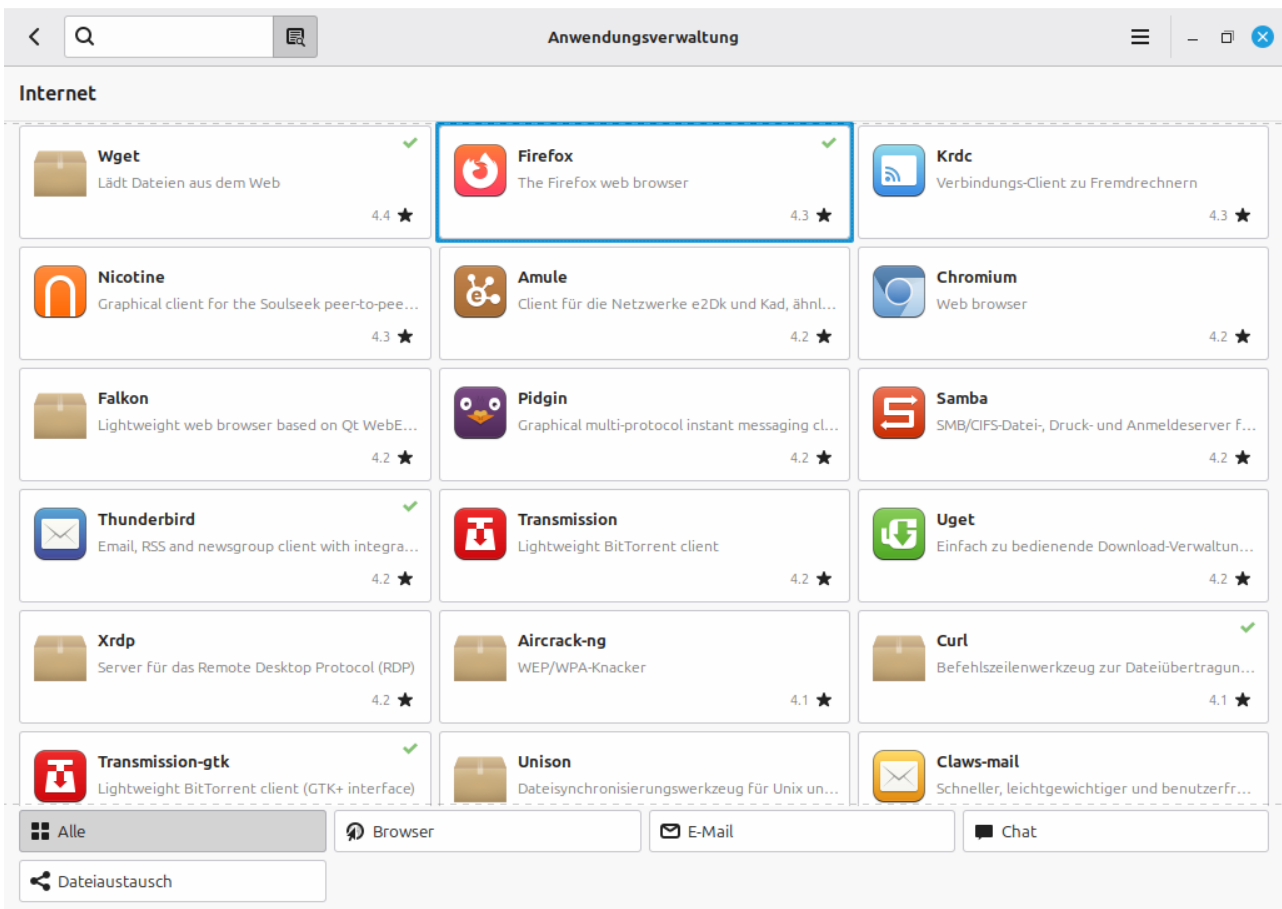 Anwendungsverwaltung
Internet
Wget
Lädt Dateien aus dem Web
4.4
Firefox
The Firefox web browser
4.3
Krdc
Verbindungs-Client zu Fremdrechnern
4.3
Nicotine
Graphical client for the Soulseek peer-to-pee...
4.3
Amule
Client für die Netzwerke e2Dk und Kad, ähnl...
4.2
Chromium
Web browser
4.2
Falkon
Lightweight web browser based on Qt WebE...
4.2
Pidgin
Graphical multi-protocol instant messaging cl...
4.2
Samba
SMB/CIFS-Datei-, Druck- und Anmeldeserver f...
4.2
Thunderbird
Email, RSS and newsgroup client with integra...
4.2
Transmission
Lightweight BitTorrent client
4.2
Uget
Einfach zu bedienende Download-Verwaltun...
4.2
Xrdp
Server für das Remote Desktop Protocol (RDP)
4.2
Aircrack-ng
WEP/WPA-Knacker
4.1
Curl
Befehlszeilenwerkzeug zur Dateiübertragun...
4.1
Transmission-gtk
Lightweight BitTorrent client (GTK+ interface)
Unison
Dateisynchronisierungswerkzeug für Unix un...
Claws-mail
Schneller, leichtgewichtiger und benutzerfr...
Alle
Browser
E-Mail
Chat
Dateiaustausch